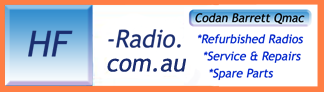 HF
-Radio.
com.au
Codan Barrett Qmac
*Refurbished Radios
*Service & Repairs
*Spare Parts